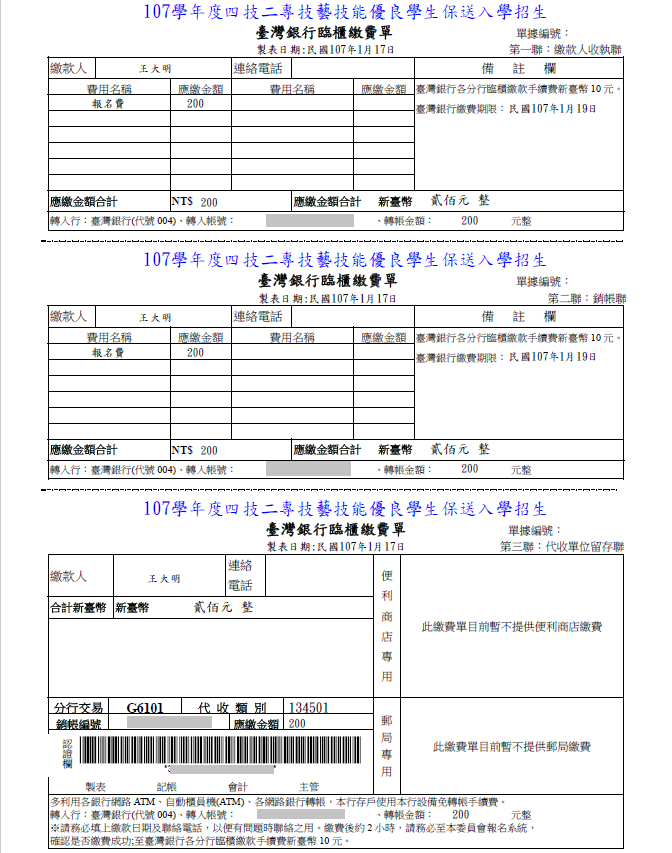 107學年度四技二專技藝技能優良學生保送入學招生
臺灣銀行臨櫃繳費單 單據編號：
製表日期:民國107年1月17日 第一聯：繳款人收執聯
繳款人 王大明 連絡電話 備註欄
費用名稱 應繳金額 費用名稱 應繳金額 臺灣銀行各分行臨櫃繳款手續費新臺幣 10 元。
報名費 200 臺灣銀行繳費期限：民國107年1月19日
應繳金額合計 NT$ 200 應繳金額合計 新臺幣 貳佰元 整
轉入行：臺灣銀行(代號 004)、轉入帳號： 、轉帳金額： 200 元整
107學年度四技二專技藝技能優良學生保送入學招生
臺灣銀行臨櫃繳費單 單據編號：
製表日期:民國107年1月17日 第二聯：銷帳聯
繳款人 王大明 連絡電話 備註欄
費用名稱 應繳金額 費用名稱 應繳金額 臺灣銀行各分行臨櫃繳款手續費新臺幣 10 元。
報名費 200 臺灣銀行繳費期限：民國107年1月19日
應繳金額合計 NT$ 200 應繳金額合計 新臺幣 貳佰元 整
轉入行：臺灣銀行(代號 004)、轉入帳號： 、轉帳金額： 200 元整
107學年度四技二專技藝技能優良學生保送入學招生
臺灣銀行臨櫃繳費單 單據編號：
製表日期:民國107年1月17日 第三聯：代收單位留存聯
繳款人 王大明 連絡電話 便利商店專用 此繳費單目前暫不提供便利商店繳費
合計新臺幣 新臺幣 貳佰元 整
分行交易 G6101 代收類別 134501 郵局專用 此繳費單目前暫不提供郵局繳費
銷帳編號 應繳金額 200
認證欄
製表 記帳 會計 主管
多利用各銀行網路 ATM、自動櫃員機(ATM)、各網路銀行轉帳，本行存戶使用本行設備免轉帳手續費。
轉入行：臺灣銀行(代號 004)、轉入帳號： 、轉帳金額： 200 元整
※請務必填上繳款日期及聯絡電話，以便有問題時聯絡之用。繳費後約 2 小時，請務必至本委員會報名系統，
確認是否繳費成功;至臺灣銀行各分行臨櫃繳款手續費新臺幣 10 元。